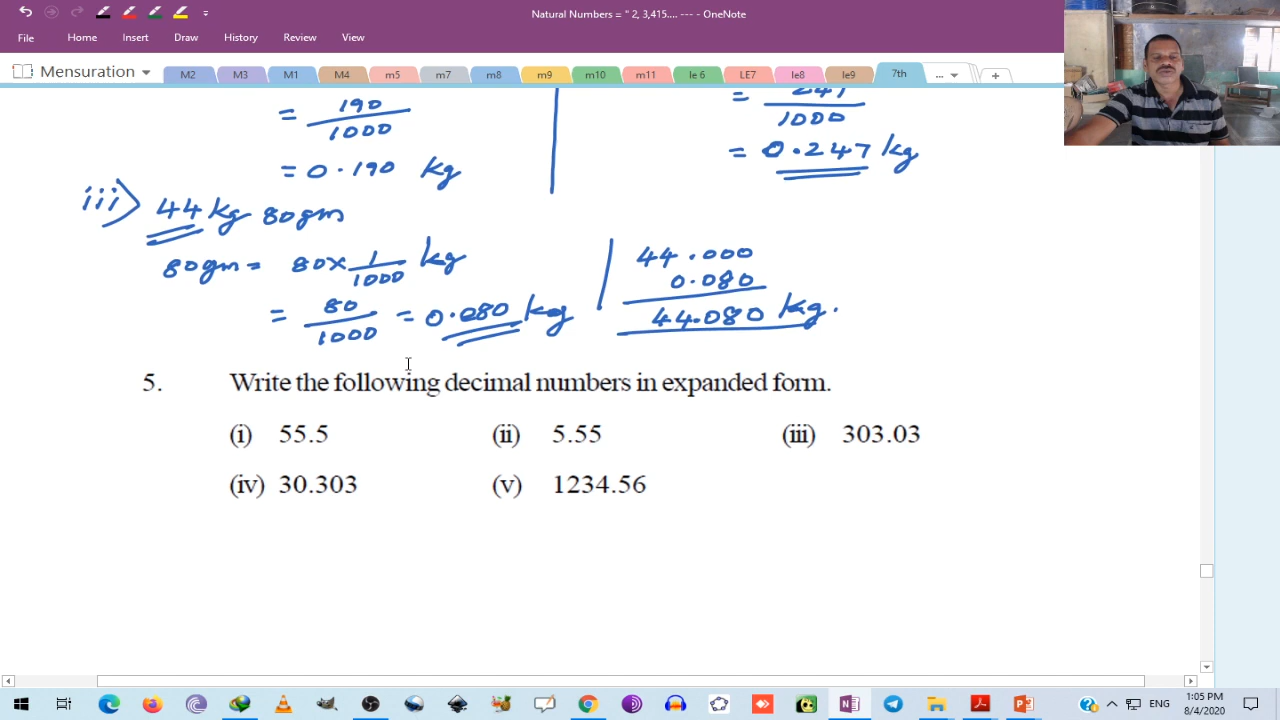 Natural Numbers = " 2, 3,415.... --- - OneNote
File Home Insert Draw History Review View
Mensuration M2 M3 M1 M4 m5 m7 m8 m9 m10 m11 le 6 LE7 le8 le9 7th ... +
= 190/1000
= 0.190 kg
= 247/1000
= 0.247 kg
iii) 44 kg 80gm
80gm = 80 x 1/1000 kg
= 80/1000 = 0.080 kg
44.000
0.080
44.080 kg.
5. Write the following decimal numbers in expanded form.
(i) 55.5 (ii) 5.55 (iii) 303.03
(iv) 30.303 (v) 1234.56
ENG
1:05 PM
8/4/2020